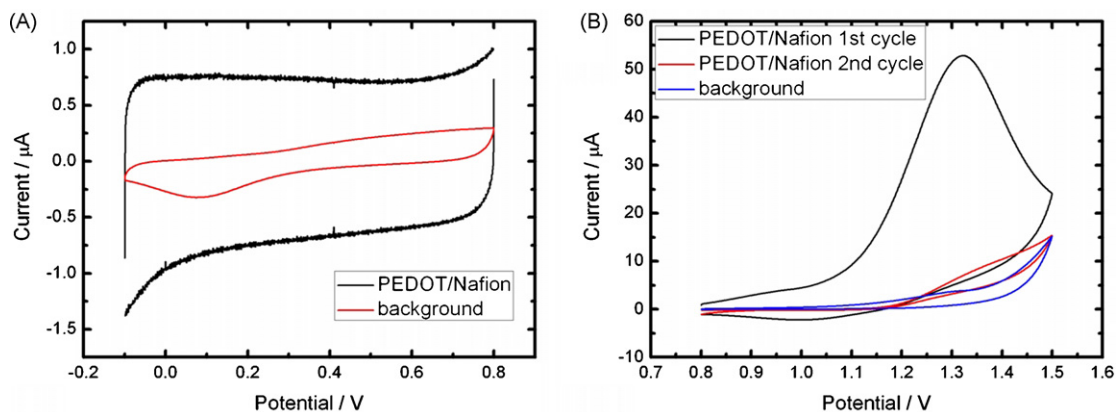 (A)
1.0
0.5
0.0
-0.5
-1.0
-1.5
Current / μA
PEDOT/Nafion
background
-0.2
0.0
0.2
0.4
0.6
0.8
Potential / V
(B)
60
50
40
30
20
10
0
-10
Current / μA
PEDOT/Nafion 1st cycle
PEDOT/Nafion 2nd cycle
background
0.7
0.8
0.9
1.0
1.1
1.2
1.3
1.4
1.5
1.6
Potential / V